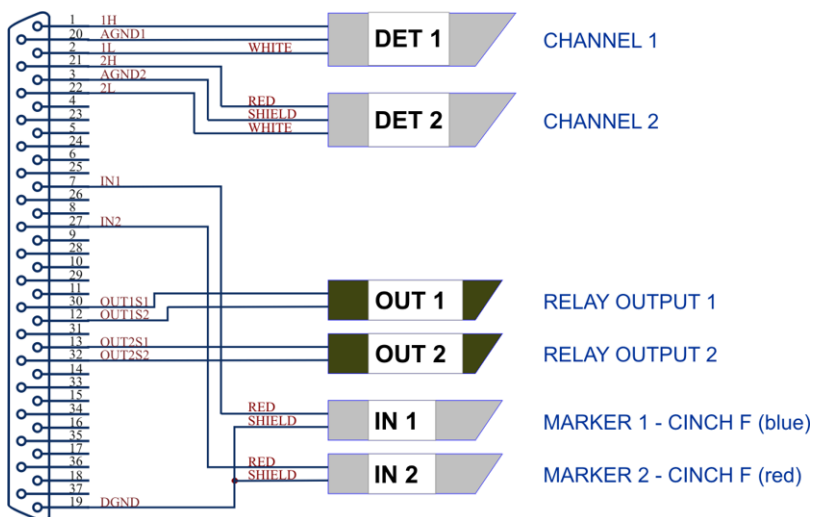 1 1H
20 AGND1
2 1L WHITE
DET 1 CHANNEL 1
21 2H
3 AGND2
22 2L
4 RED
23 SHIELD
5 WHITE
DET 2 CHANNEL 2
24
6
25
7 IN1
26
8
27 IN2
9
28
10
29
11
30 OUT1S1
12 OUT1S2
OUT 1 RELAY OUTPUT 1
31
13 OUT2S1
32 OUT2S2
OUT 2 RELAY OUTPUT 2
14
33
15
34 RED
16 SHIELD
IN 1 MARKER 1 - CINCH F (blue)
35
17
36 RED
18 SHIELD
IN 2 MARKER 2 - CINCH F (red)
37
19 DGND